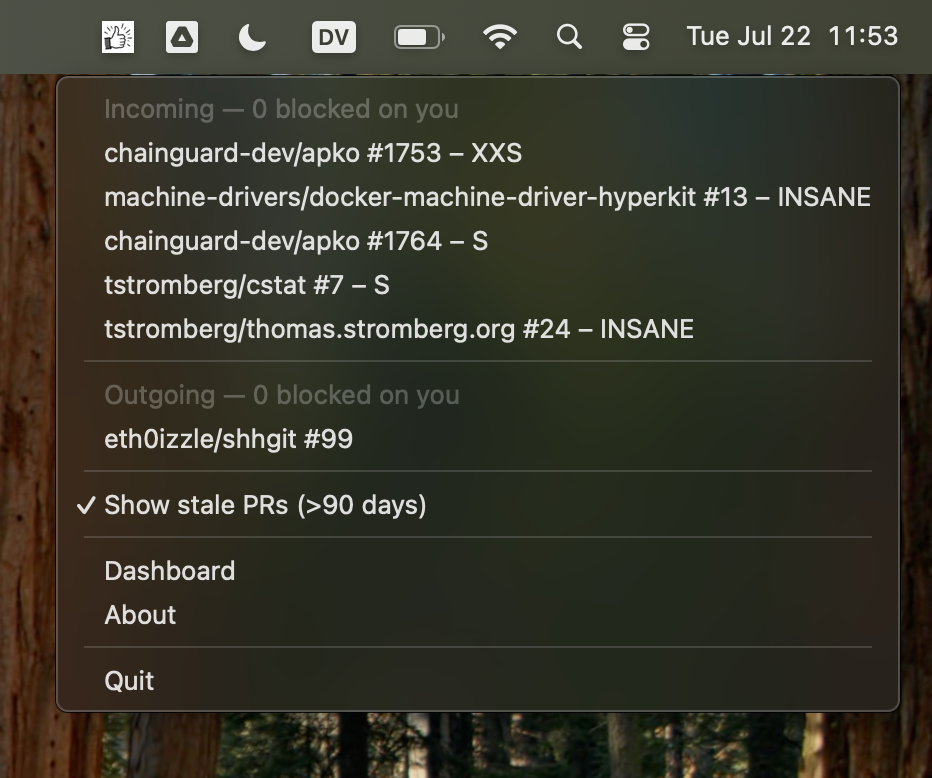 DV Tue Jul 22 11:53
Incoming — 0 blocked on you
chainguard-dev/apko #1753 – XXS
machine-drivers/docker-machine-driver-hyperkit #13 – INSANE
chainguard-dev/apko #1764 – S
tstromberg/cstat #7 – S
tstromberg/thomas.stromberg.org #24 – INSANE
Outgoing — 0 blocked on you
eth0izzle/shhgit #99
✓ Show stale PRs (>90 days)
Dashboard
About
Quit